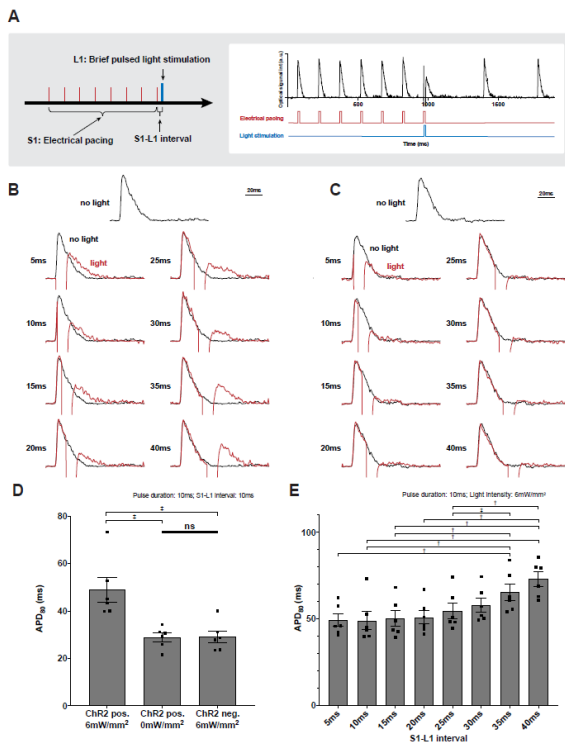 A
L1: Brief pulsed light stimulation
S1-L1 interval
S1: Electrical pacing
Optical signal int (a.u.)
500
1000
1500
Electrical pacing
Light stimulation
Time (ms)
B
no light
20ms
no light
5ms
light
25ms
10ms
30ms
15ms
35ms
20ms
40ms
C
no light
20ms
no light
5ms
light
25ms
10ms
30ms
15ms
35ms
20ms
40ms
D
Pulse duration: 10ms; S1-L1 interval: 10ms
‡
‡
ns
80
60
40
20
0
APD80 (ms)
ChR2 pos. ChR2 pos. ChR2 neg.
6mW/mm² 0mW/mm² 6mW/mm²
E
Pulse duration: 10ms; Light intensity: 6mW/mm²
†
‡
†
†
†
†
†
100
50
0
APD80 (ms)
5ms 10ms 15ms 20ms 25ms 30ms 35ms 40ms
S1-L1 interval